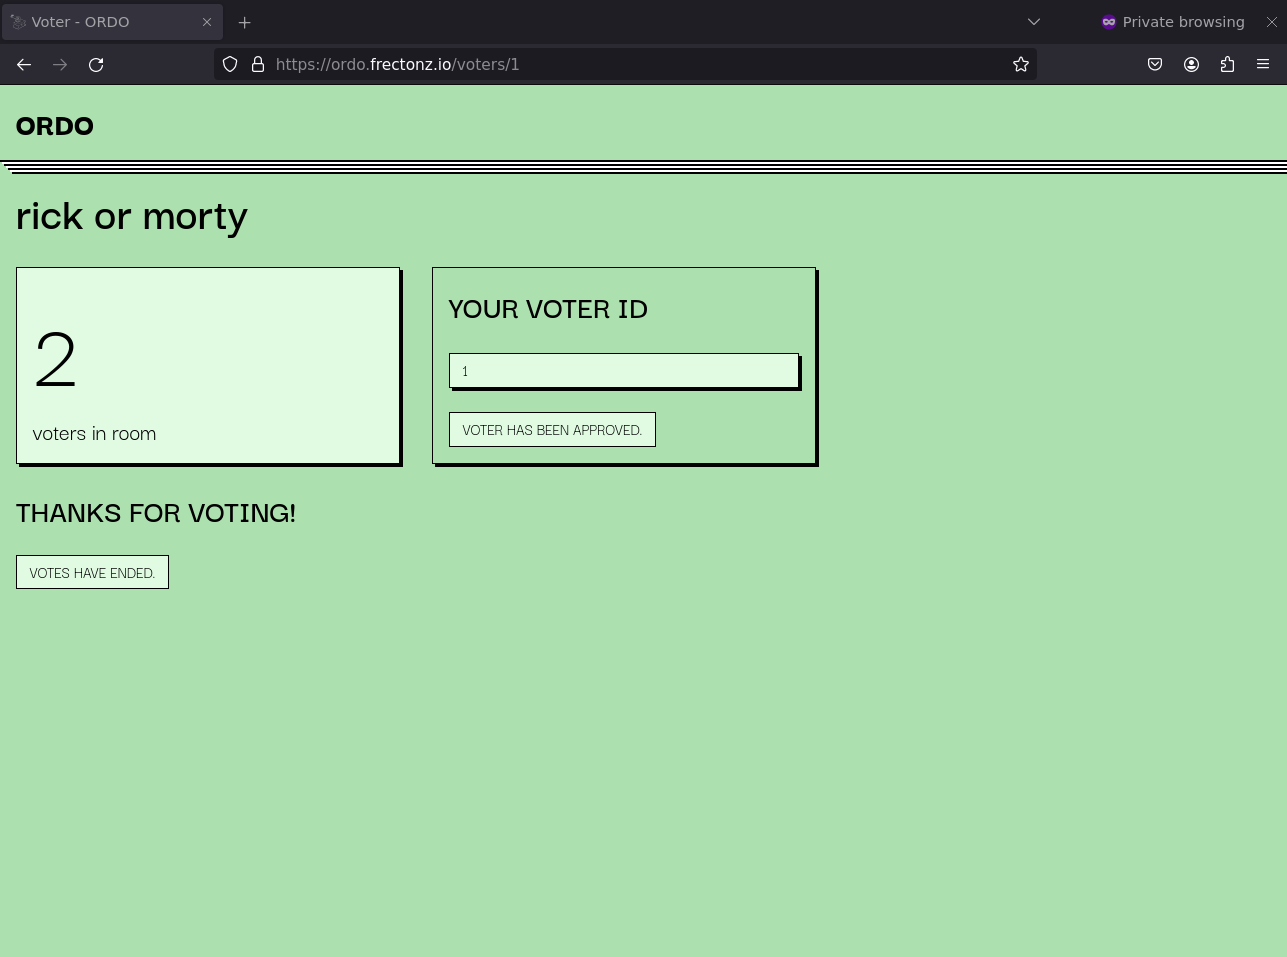 Voter - ORDO
Private browsing
https://ordo.frectonz.io/voters/1
ORDO
rick or morty
2
voters in room
YOUR VOTER ID
1
VOTER HAS BEEN APPROVED.
THANKS FOR VOTING!
VOTES HAVE ENDED.